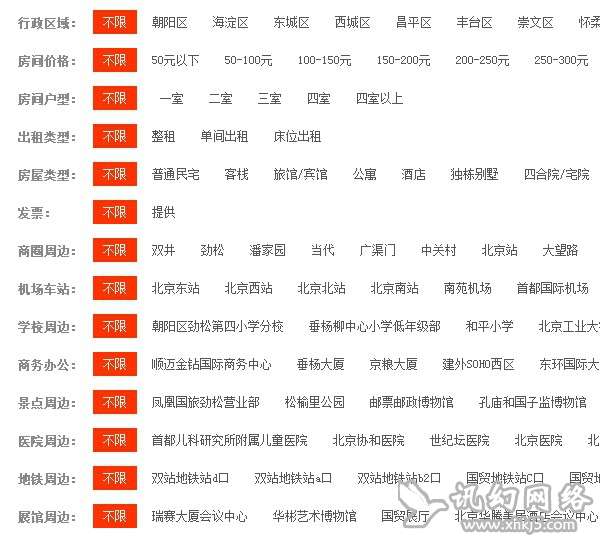 行政区域： 不限 朝阳区 海淀区 东城区 西城区 昌平区 丰台区 崇文区 怀柔
房间价格： 不限 50元以下 50-100元 100-150元 150-200元 200-250元 250-300元
房间户型： 不限 一室 二室 三室 四室 四室以上
出租类型： 不限 整租 单间出租 床位出租
房屋类型： 不限 普通民宅 客栈 旅馆/宾馆 公寓 酒店 独栋别墅 四合院/宅院
发票： 不限 提供
商圈周边： 不限 双井 劲松 潘家园 当代 广渠门 中关村 北京站 大望路
机场车站： 不限 北京东站 北京西站 北京北站 北京南站 南苑机场 首都国际机场
学校周边： 不限 朝阳区劲松第四小学分校 垂杨柳中心小学低年级部 和平小学 北京工业大
商务办公： 不限 顺迈金钻国际商务中心 垂杨大厦 京粮大厦 建外SOHO西区 东环国际大
景点周边： 不限 凤凰国旅劲松营业部 松榆里公园 邮票邮政博物馆 孔庙和国子监博物馆
医院周边： 不限 首都儿科研究所附属儿童医院 北京协和医院 世纪坛医院 北京医院 北
地铁周边： 不限 双站地铁站d口 双站地铁站a口 双站地铁站b2口 国贸地铁站C口 国贸地
展馆周边： 不限 瑞赛大厦会议中心 华彬艺术博物馆 国贸展厅 北京华腾美居酒店会议中心
讯幻网络
www.xnkj5.com